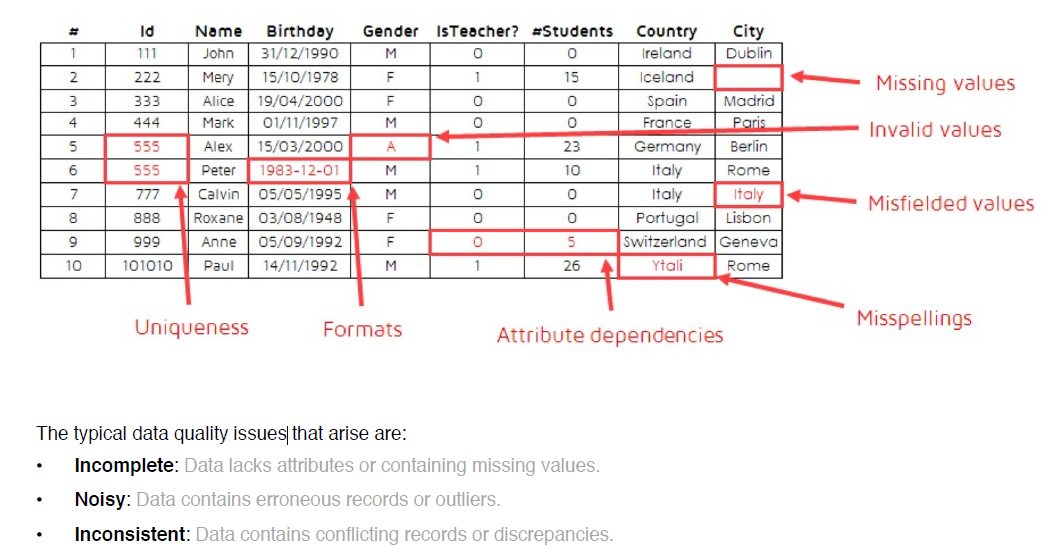 # Id Name Birthday Gender IsTeacher? #Students Country City
1 111 John 31/12/1990 M 0 0 Ireland Dublin
2 222 Mery 15/10/1978 F 1 15 Iceland
Missing values
3 333 Alice 19/04/2000 F 0 0 Spain Madrid
4 444 Mark 01/11/1997 M 0 0 France Paris
Invalid values
5 555 Alex 15/03/2000 A 1 23 Germany Berlin
6 555 Peter 1983-12-01 M 1 10 Italy Rome
7 777 Calvin 05/05/1995 M 0 0 Italy Italy
Misfielded values
8 888 Roxane 03/08/1948 F 0 0 Portugal Lisbon
9 999 Anne 05/09/1992 F 0 5 Switzerland Geneva
10 101010 Paul 14/11/1992 M 1 26 Ytali Rome
Misspellings
Uniqueness Formats Attribute dependencies
The typical data quality issues that arise are:
• Incomplete: Data lacks attributes or containing missing values.
• Noisy: Data contains erroneous records or outliers.
• Inconsistent: Data contains conflicting records or discrepancies.